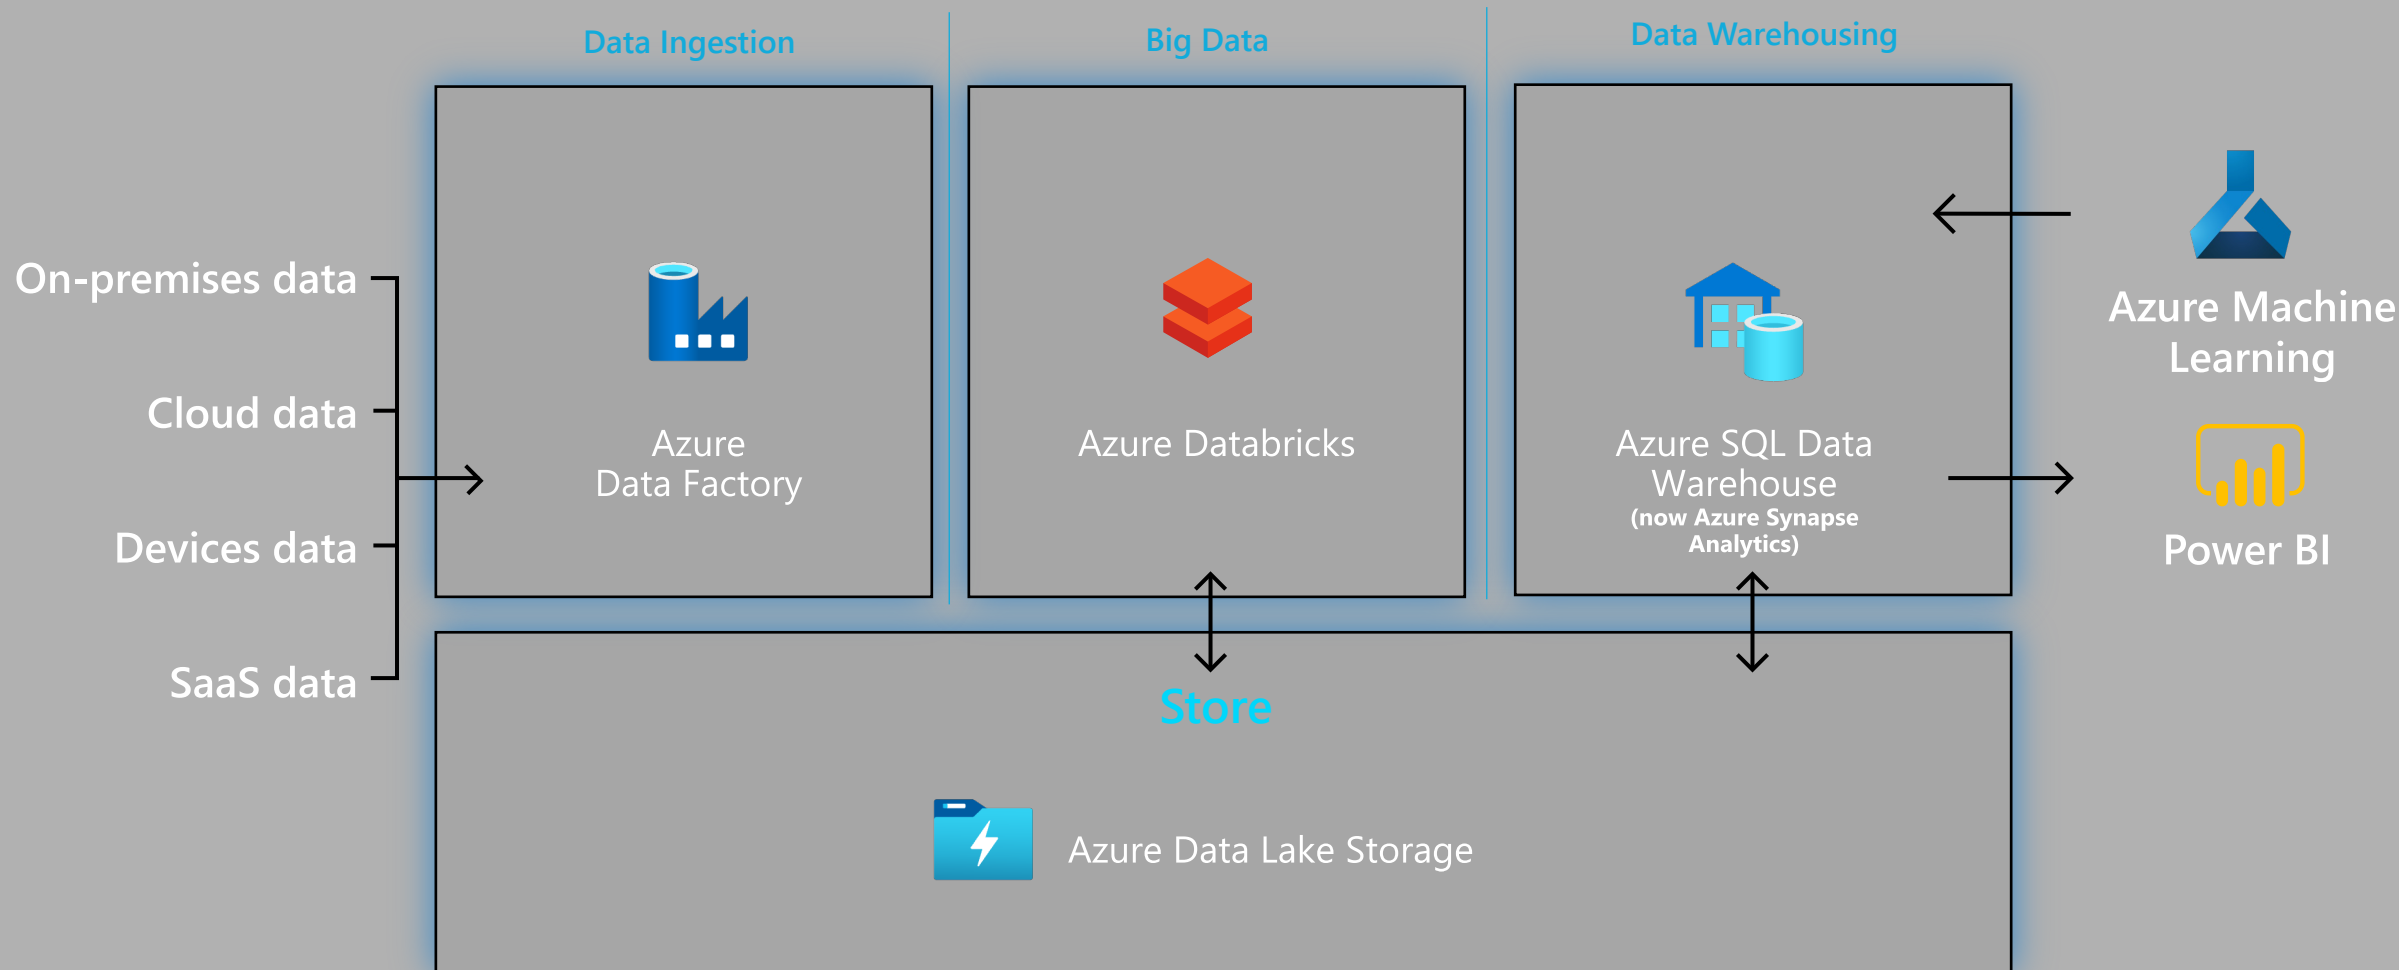 Data Ingestion
Big Data
Data Warehousing
On-premises data
Cloud data
Devices data
SaaS data
Azure
Data Factory
Azure Databricks
Azure SQL Data
Warehouse
(now Azure Synapse
Analytics)
Azure Machine
Learning
Power BI
Store
Azure Data Lake Storage